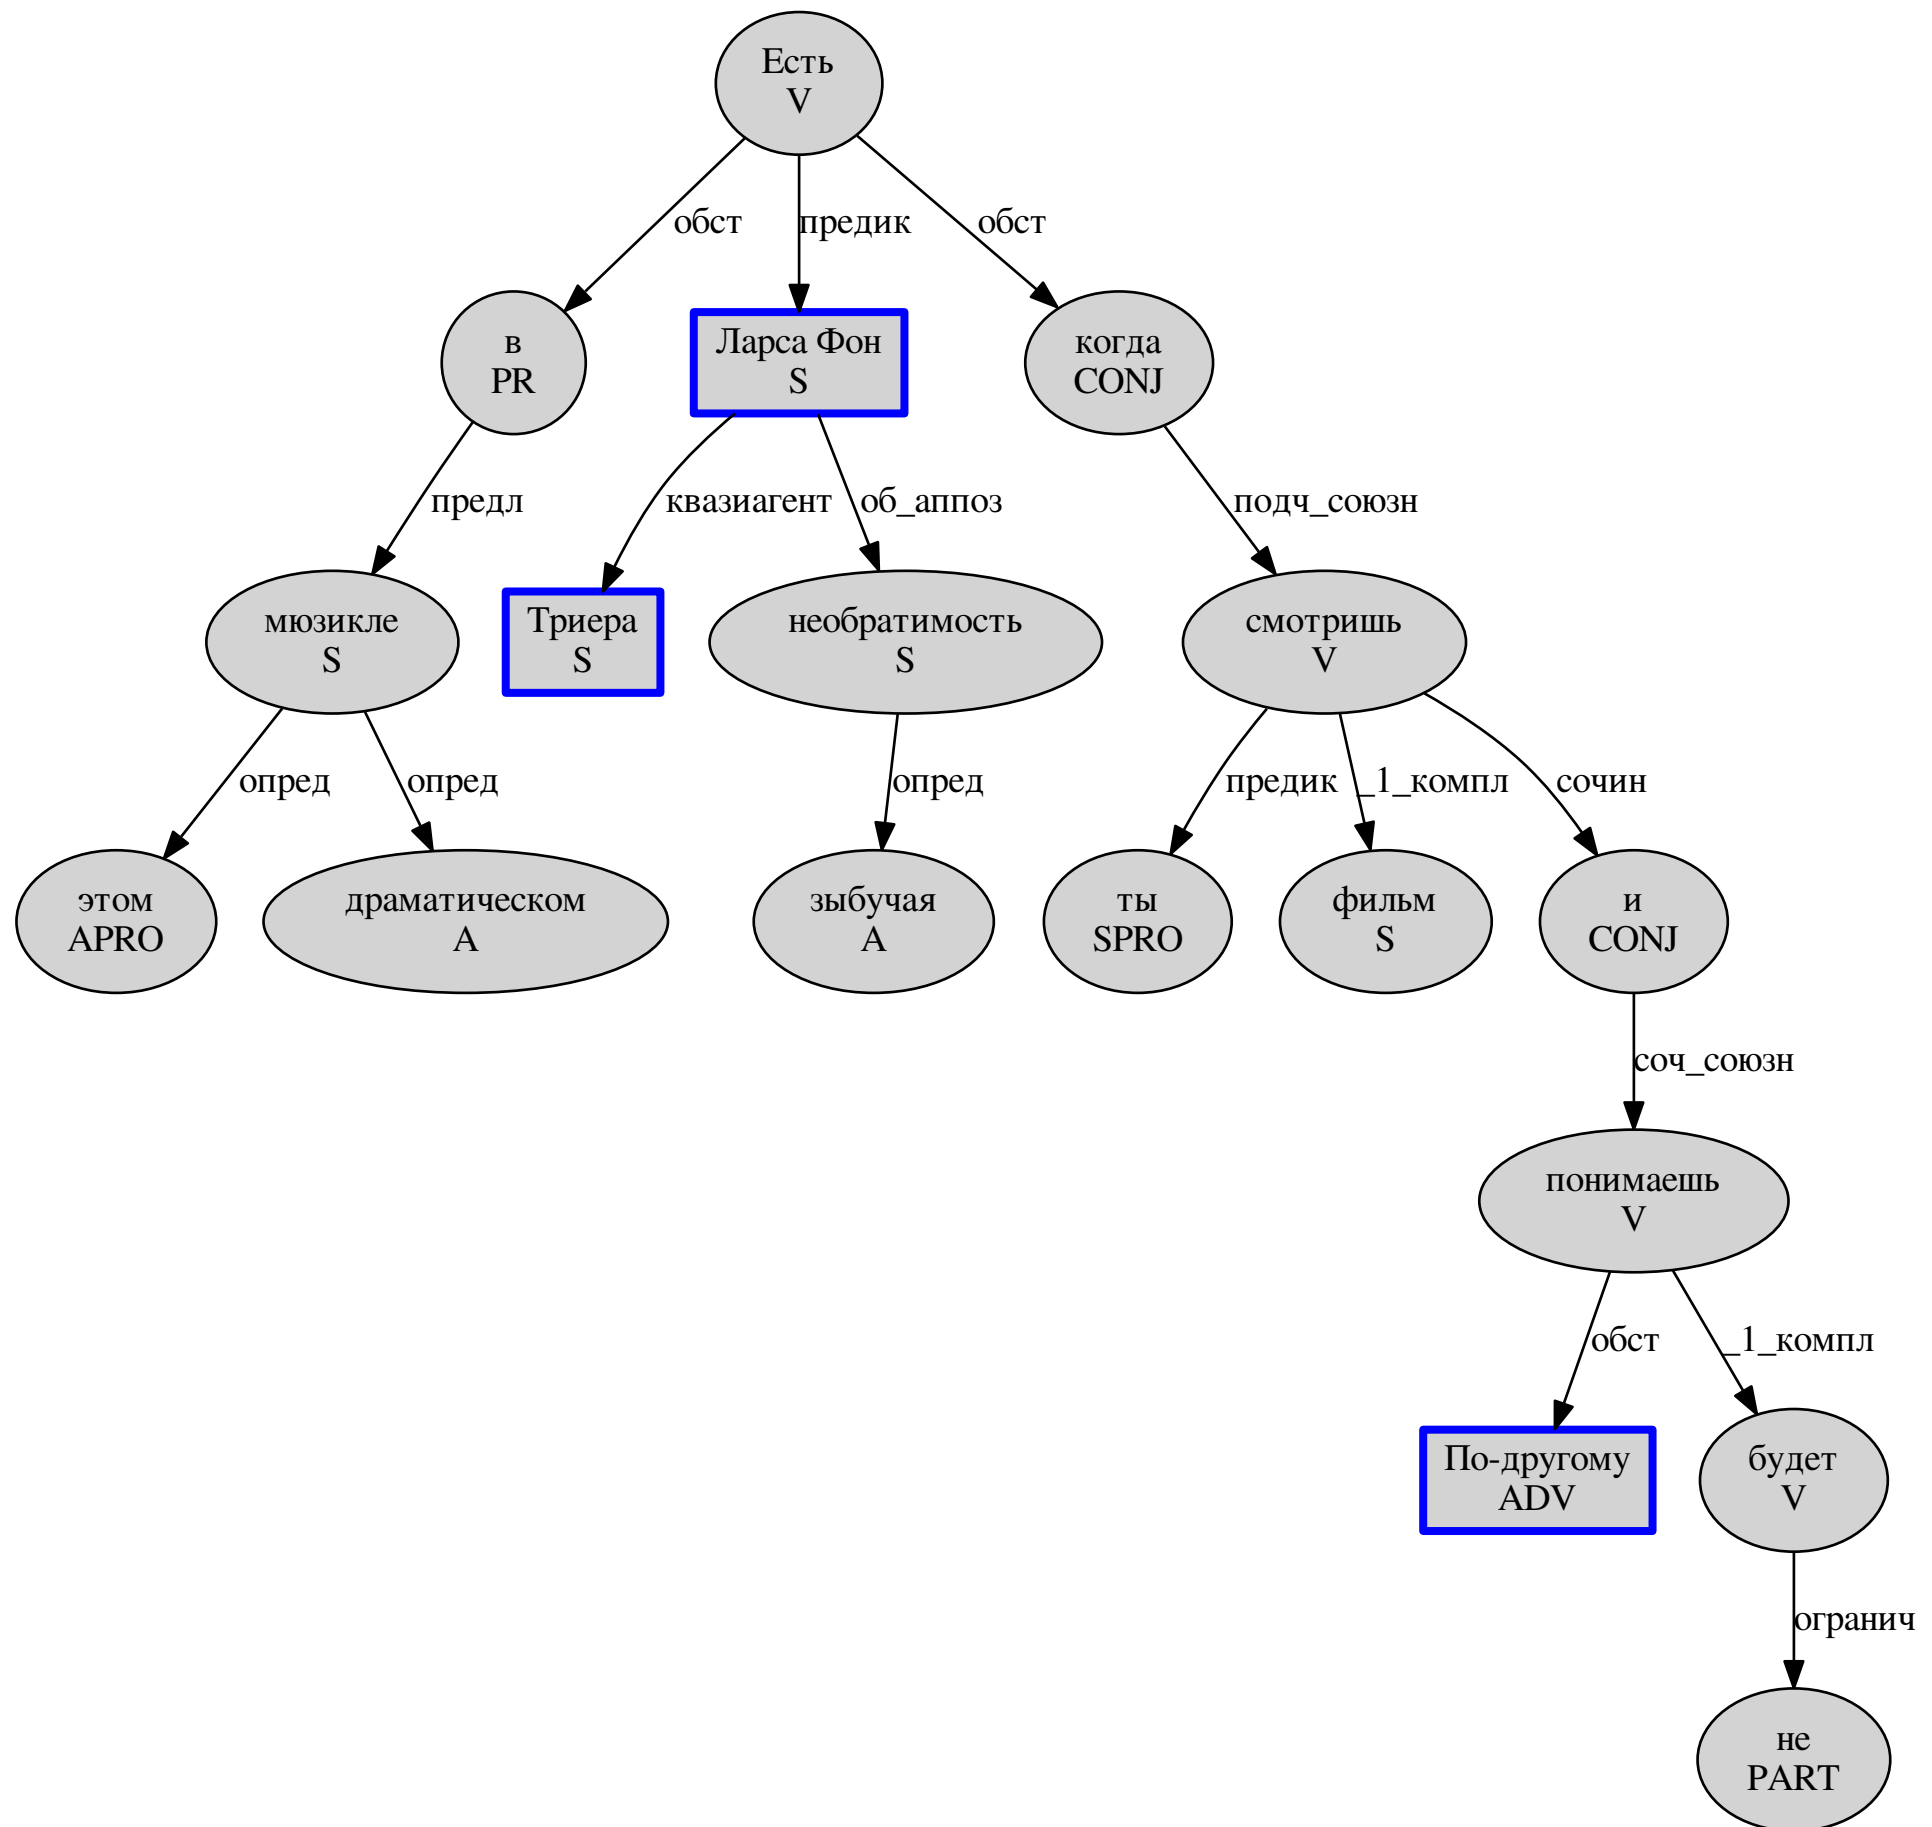 Есть
V
обст
предик
обст
в
PR
Ларса Фон
S
когда
CONJ
предл
квазиагент
об_аппоз
подч_союзн
мюзикле
S
Триера
S
необратимость
S
смотришь
V
опред
опред
опред
предик
_1_компл
сочин
этом
APRO
драматическом
A
зыбучая
A
ты
SPRO
фильм
S
и
CONJ
соч_союзн
понимаешь
V
обст
_1_компл
По-другому
ADV
будет
V
огранич
не
PART